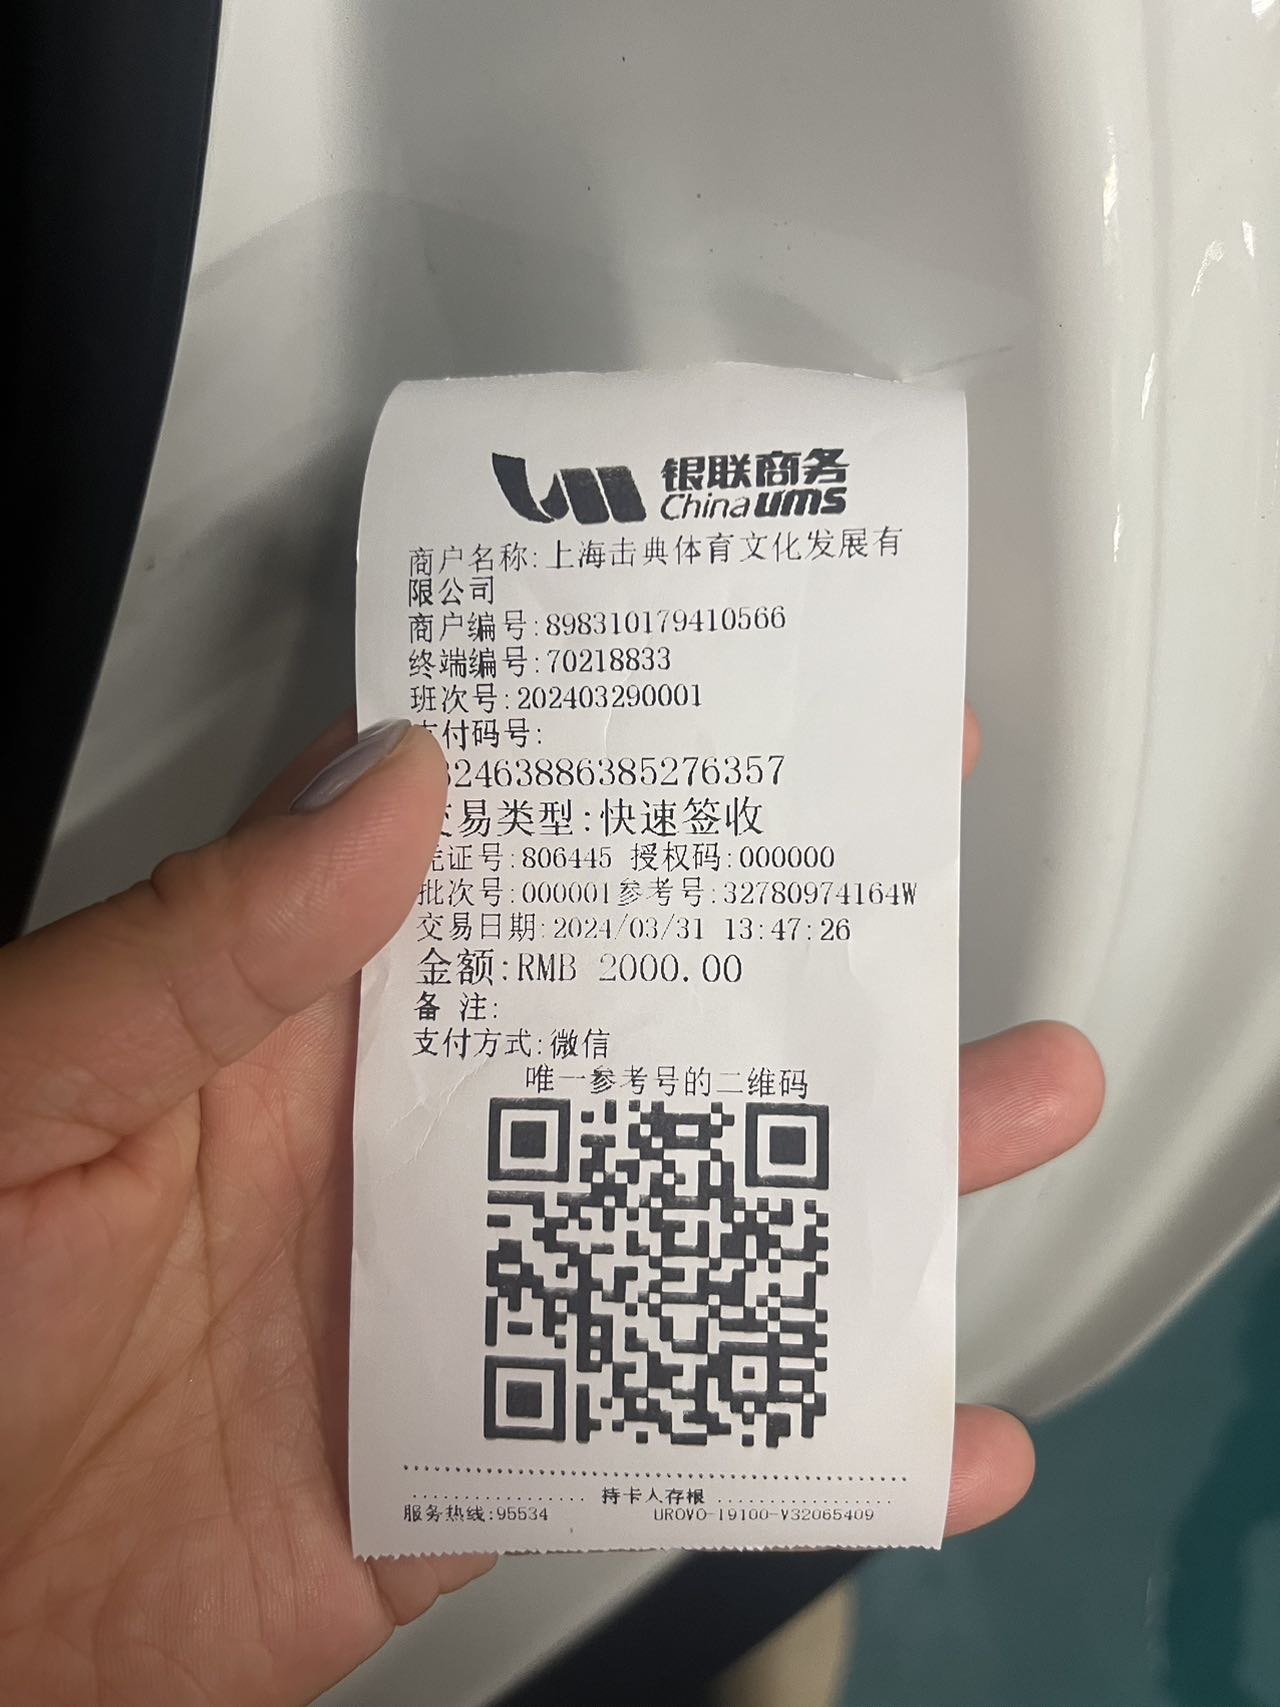 银联商务
China ums
商户名称:上海击典体育文化发展有
限公司
商户编号:898310179410566
终端编号:70218833
班次号:202403290001
支付码号:
32463886385276357
交易类型:快速签收
凭证号:806445 授权码:000000
批次号:000001参考号:32780974164W
交易日期:2024/03/31 13:47:26
金额:RMB 2000.00
备 注:
支付方式:微信
唯一参考号的二维码
持卡人存根
服务热线:95534 UROVO-I9100-V32065409